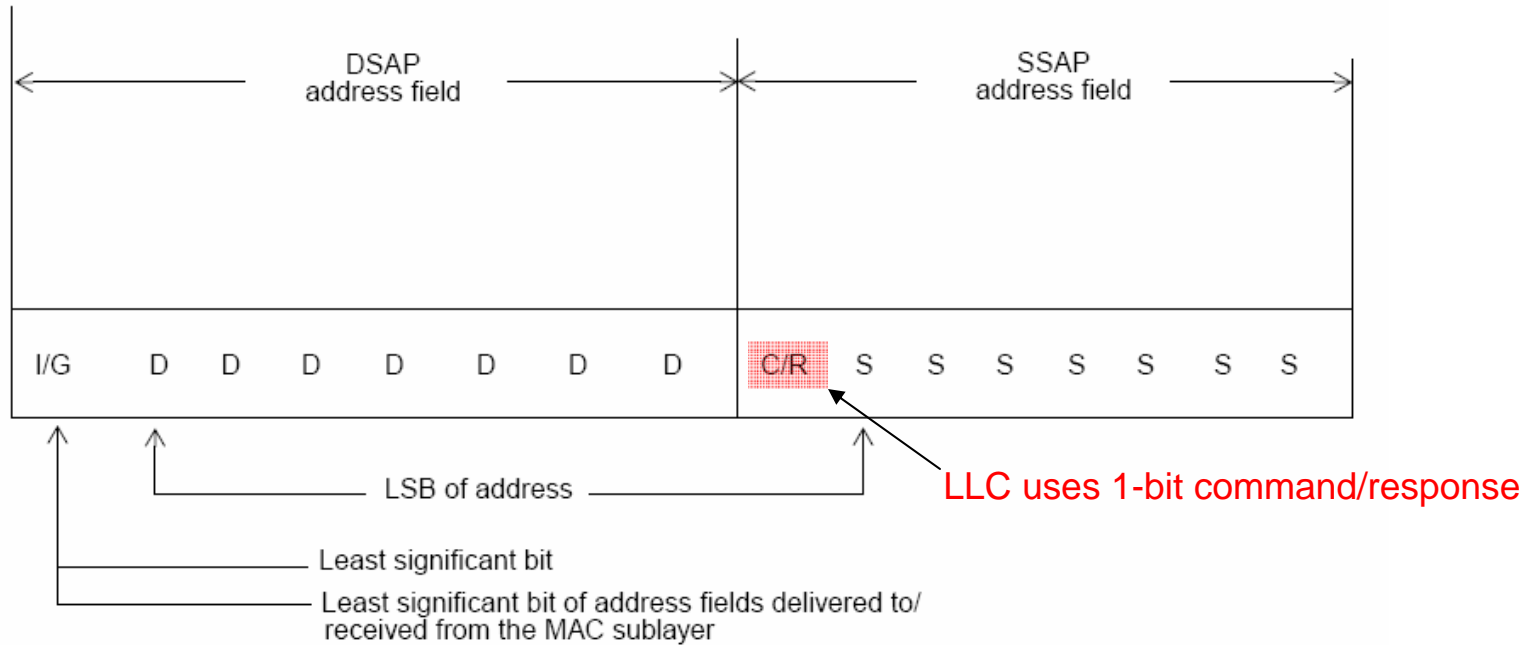 DSAP
address field
SSAP
address field
I/G D D D D D D D C/R S S S S S S S
LSB of address
LLC uses 1-bit command/response
Least significant bit
Least significant bit of address fields delivered to/
received from the MAC sublayer